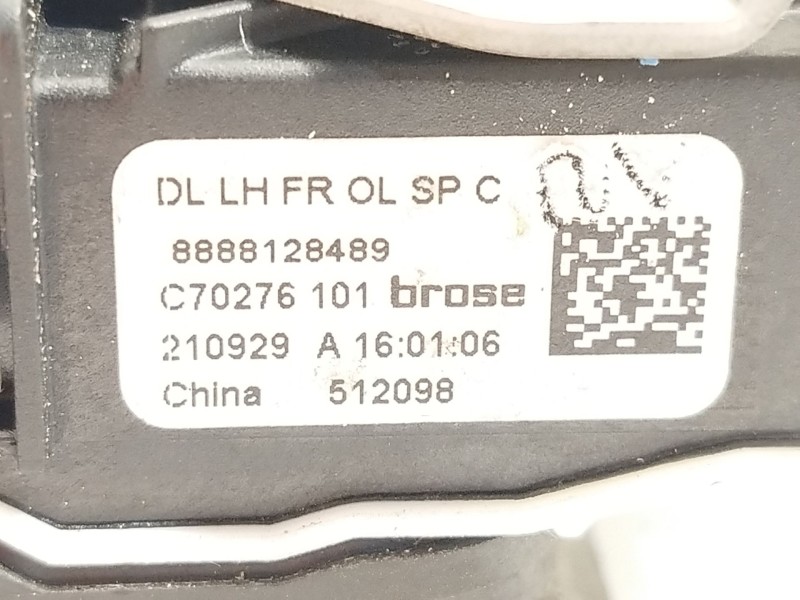 DL LH FR OL SP C
8888128489
C70276 101 brose
210929 A 16:01:06
China 512098